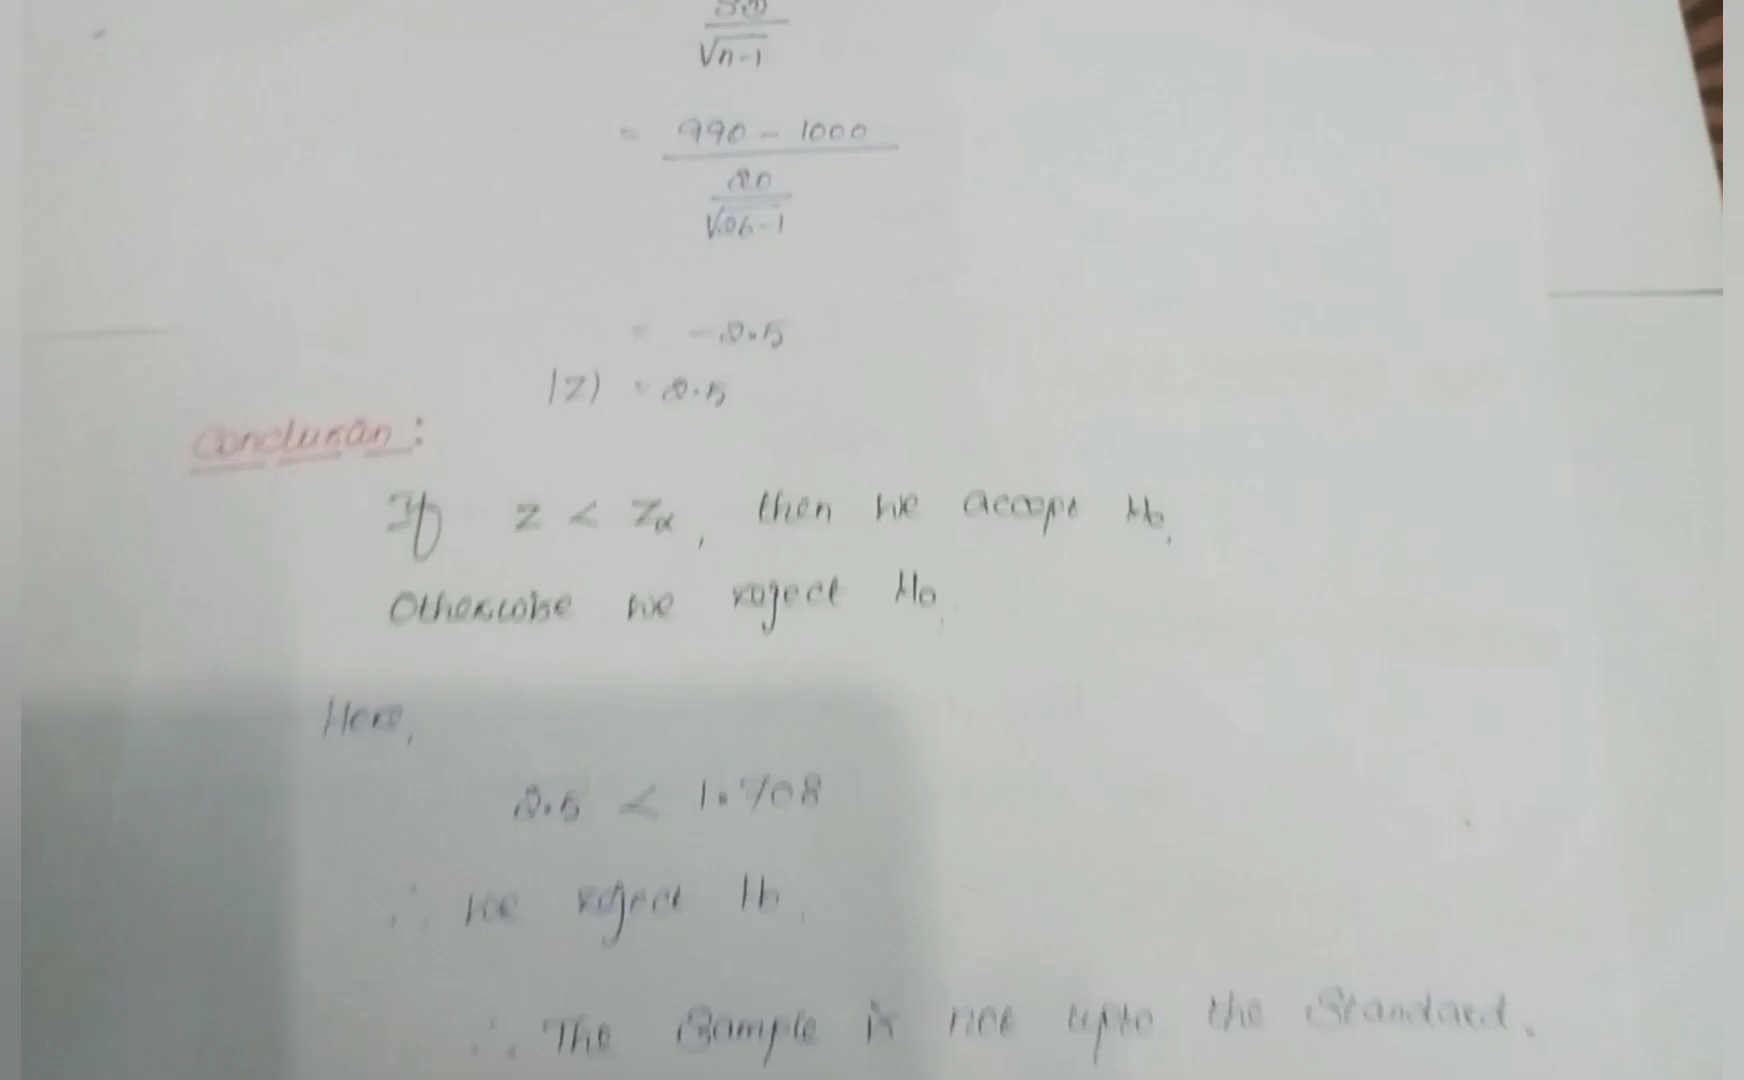 SD
√n-1
= 990 - 1000
20
√26-1
= -2.5
|z| = 2.5
Conclusion:
If z < zα, then we accept H0.
Otherwise we reject H0.
Here,
2.5 < 1.708
∴ we reject H0.
∴ The Sample is not upto the Standard.